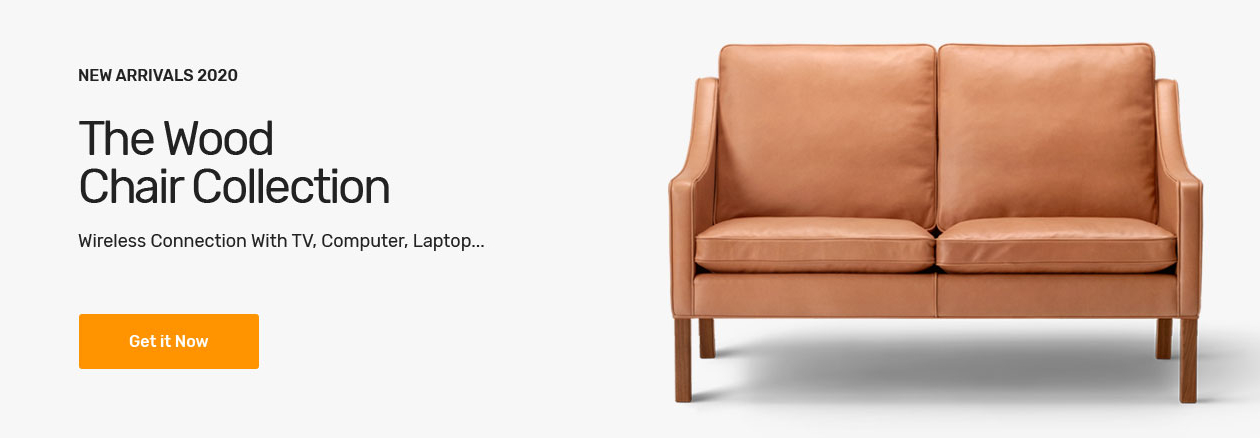 NEW ARRIVALS 2020
The Wood
Chair Collection
Wireless Connection With TV, Computer, Laptop...
Get it Now